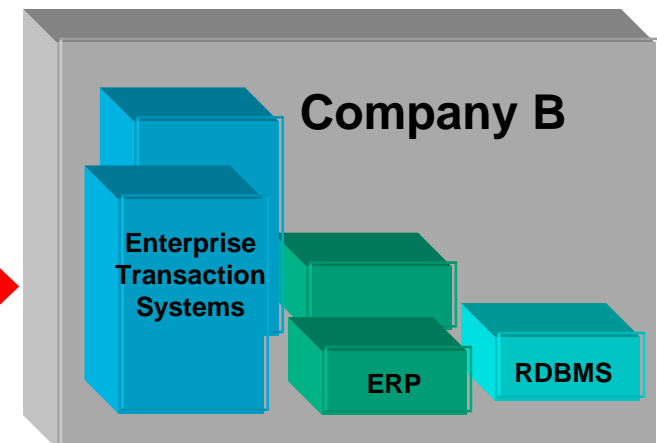 Company B
Enterprise
Transaction
Systems
ERP
RDBMS